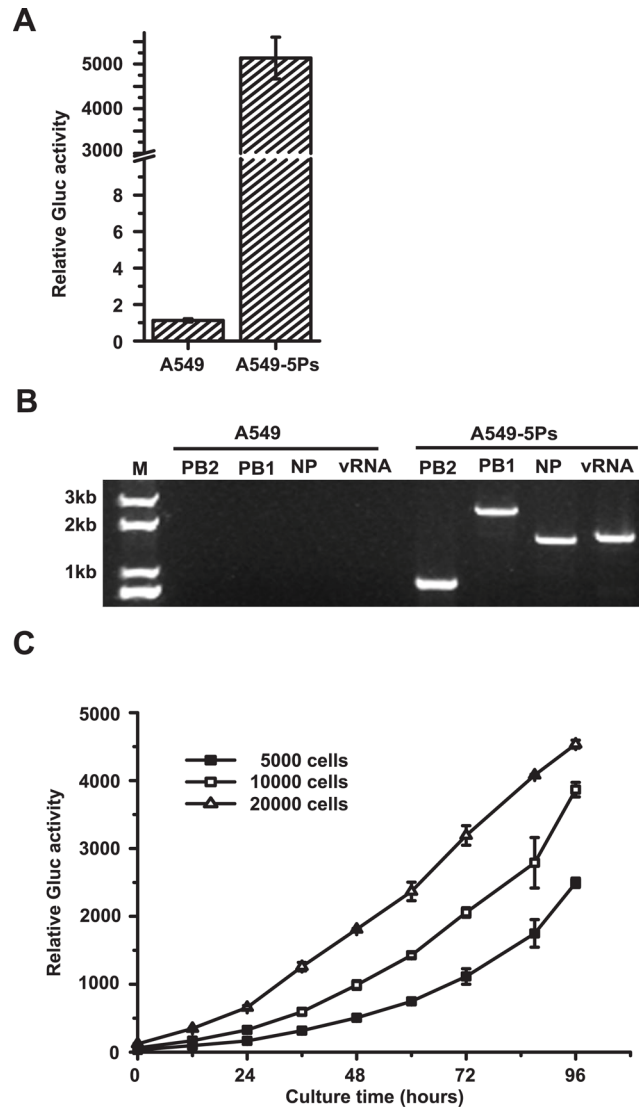 A
Relative Gluc activity
5000
4000
3000
8
6
4
2
0
A549 A549-5Ps
B
A549 A549-5Ps
M PB2 PB1 NP vRNA PB2 PB1 NP vRNA
3kb
2kb
1kb
C
Relative Gluc activity
5000
4000
3000
2000
1000
0
5000 cells
10000 cells
20000 cells
0 24 48 72 96
Culture time (hours)